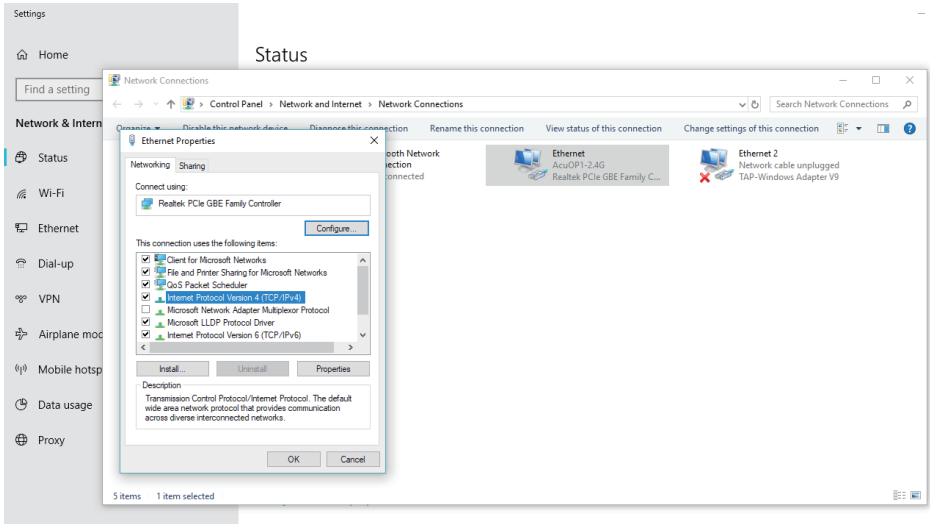 Settings
Home
Find a setting
Network & Intern
Status
Wi-Fi
Ethernet
Dial-up
VPN
Airplane mod
Mobile hotsp
Data usage
Proxy
Status
Network Connections
Control Panel > Network and Internet > Network Connections
Search Network Connections
Organize Disable this network device Diagnose this connection Rename this connection View status of this connection Change settings of this connection
ooth Network
nection
connected
Ethernet
AcuOP1-2.4G
Realtek PCIe GBE Family C...
Ethernet 2
Network cable unplugged
TAP-Windows Adapter V9
Ethernet Properties
Networking Sharing
Connect using:
Realtek PCIe GBE Family Controller
Configure...
This connection uses the following items:
Client for Microsoft Networks
File and Printer Sharing for Microsoft Networks
QoS Packet Scheduler
Internet Protocol Version 4 (TCP/IPv4)
Microsoft Network Adapter Multiplexor Protocol
Microsoft LLDP Protocol Driver
Internet Protocol Version 6 (TCP/IPv6)
Install... Uninstall Properties
Description
Transmission Control Protocol/Internet Protocol. The default
wide area network protocol that provides communication
across diverse interconnected networks.
OK Cancel
5 items 1 item selected